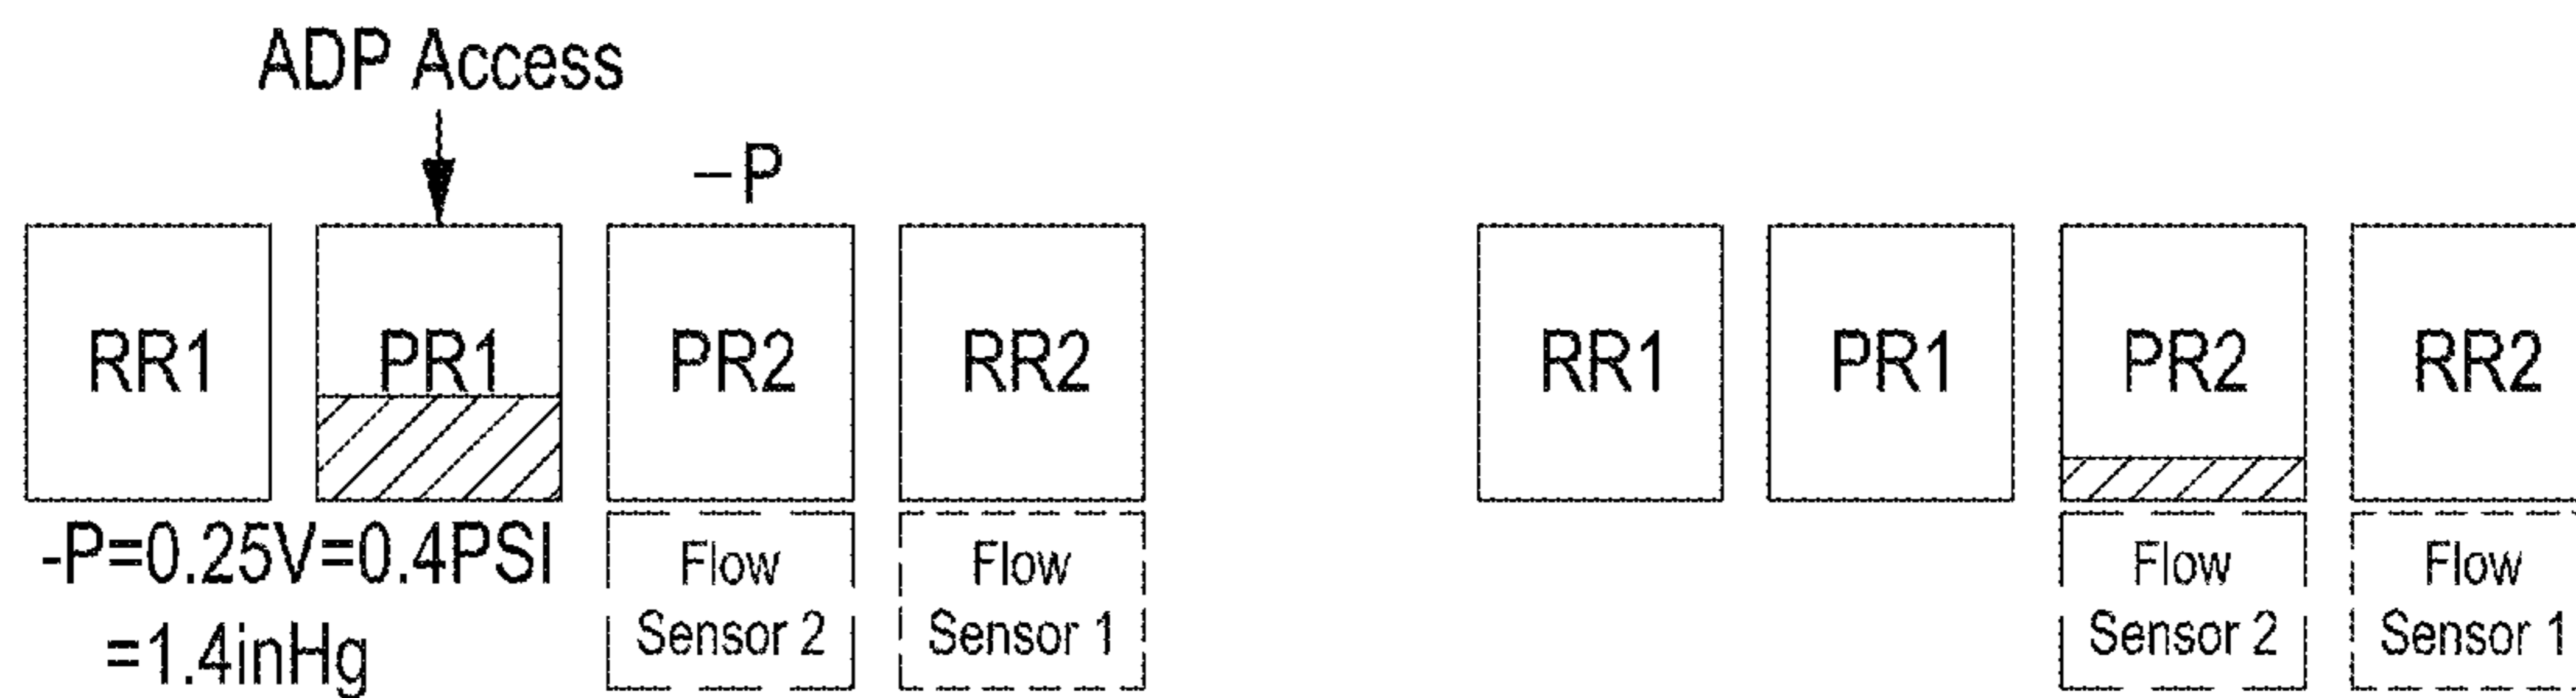 ADP Access
–P
RR1 PR1 PR2 RR2
-P=0.25V=0.4PSI
=1.4inHg
Flow
Sensor 2
Flow
Sensor 1
RR1 PR1 PR2 RR2
Flow
Sensor 2
Flow
Sensor 1